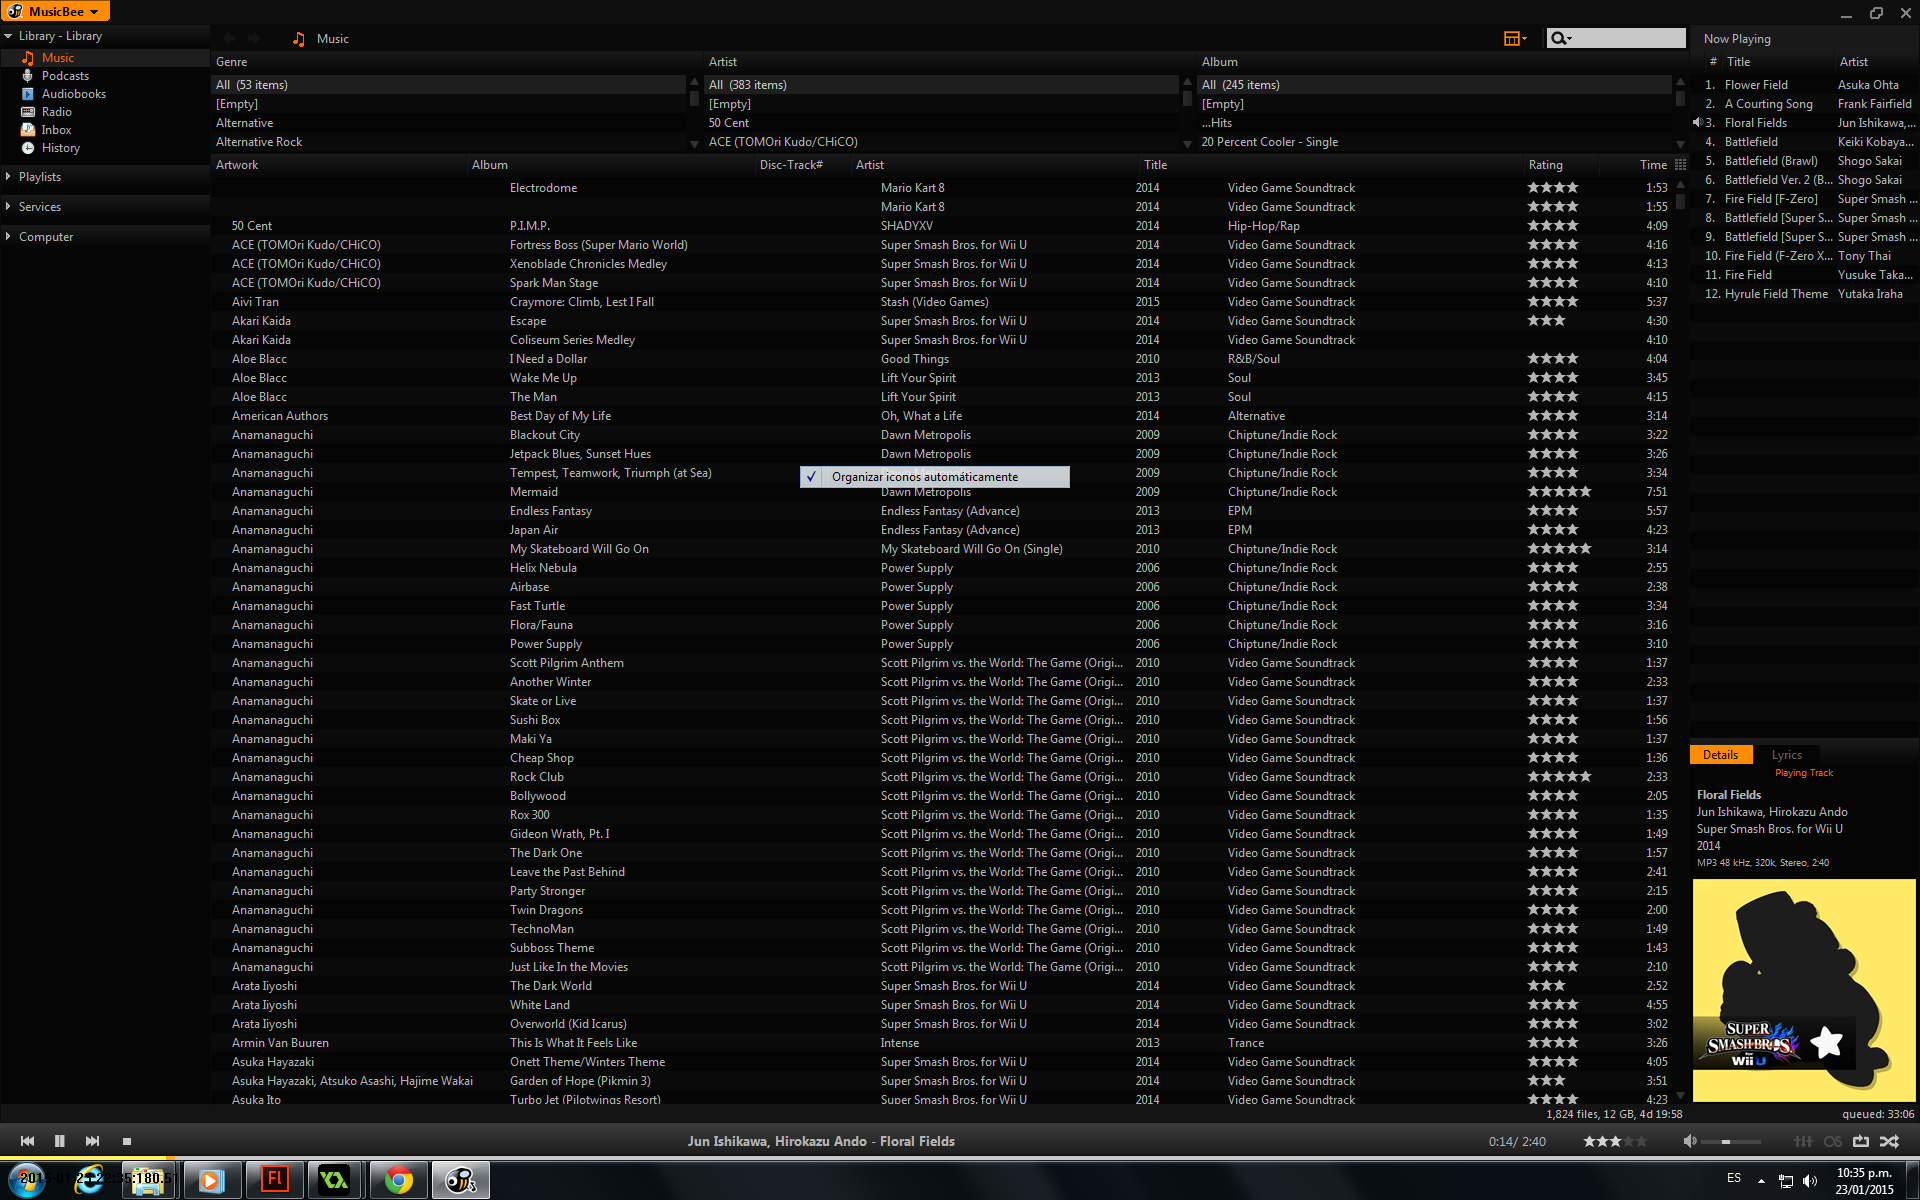 MusicBee
Library - Library
Music
Podcasts
Audiobooks
Radio
Inbox
History
Playlists
Services
Computer
Music
Genre Artist Album
All (53 items) All (383 items) All (245 items)
[Empty] [Empty] [Empty]
Alternative 50 Cent ...Hits
Alternative Rock ACE (TOMOri Kudo/CHiCO) 20 Percent Cooler - Single
Artwork Album Disc-Track# Artist Title Rating Time
Electrodome Mario Kart 8 2014 Video Game Soundtrack 1:53
Mario Kart 8 2014 Video Game Soundtrack 1:55
50 Cent P.I.M.P. SHADYXV 2014 Hip-Hop/Rap 4:09
ACE (TOMOri Kudo/CHiCO) Fortress Boss (Super Mario World) Super Smash Bros. for Wii U 2014 Video Game Soundtrack 4:16
ACE (TOMOri Kudo/CHiCO) Xenoblade Chronicles Medley Super Smash Bros. for Wii U 2014 Video Game Soundtrack 4:13
ACE (TOMOri Kudo/CHiCO) Spark Man Stage Super Smash Bros. for Wii U 2014 Video Game Soundtrack 4:10
Aivi Tran Craymore: Climb, Lest I Fall Stash (Video Games) 2015 Video Game Soundtrack 5:37
Akari Kaida Escape Super Smash Bros. for Wii U 2014 Video Game Soundtrack 4:30
Akari Kaida Coliseum Series Medley Super Smash Bros. for Wii U 2014 Video Game Soundtrack 4:10
Aloe Blacc I Need a Dollar Good Things 2010 R&B/Soul 4:04
Aloe Blacc Wake Me Up Lift Your Spirit 2013 Soul 3:45
Aloe Blacc The Man Lift Your Spirit 2013 Soul 4:15
American Authors Best Day of My Life Oh, What a Life 2014 Alternative 3:14
Anamanaguchi Blackout City Dawn Metropolis 2009 Chiptune/Indie Rock 3:22
Anamanaguchi Jetpack Blues, Sunset Hues Dawn Metropolis 2009 Chiptune/Indie Rock 3:26
Anamanaguchi Tempest, Teamwork, Triumph (at Sea) 2009 Chiptune/Indie Rock 3:34
Organizar iconos automáticamente
Anamanaguchi Mermaid Dawn Metropolis 2009 Chiptune/Indie Rock 7:51
Anamanaguchi Endless Fantasy Endless Fantasy (Advance) 2013 EPM 5:57
Anamanaguchi Japan Air Endless Fantasy (Advance) 2013 EPM 4:23
Anamanaguchi My Skateboard Will Go On My Skateboard Will Go On (Single) 2010 Chiptune/Indie Rock 3:14
Anamanaguchi Helix Nebula Power Supply 2006 Chiptune/Indie Rock 2:55
Anamanaguchi Airbase Power Supply 2006 Chiptune/Indie Rock 2:38
Anamanaguchi Fast Turtle Power Supply 2006 Chiptune/Indie Rock 3:34
Anamanaguchi Flora/Fauna Power Supply 2006 Chiptune/Indie Rock 3:16
Anamanaguchi Power Supply Power Supply 2006 Chiptune/Indie Rock 3:10
Anamanaguchi Scott Pilgrim Anthem Scott Pilgrim vs. the World: The Game (Origi... 2010 Video Game Soundtrack 1:37
Anamanaguchi Another Winter Scott Pilgrim vs. the World: The Game (Origi... 2010 Video Game Soundtrack 2:33
Anamanaguchi Skate or Live Scott Pilgrim vs. the World: The Game (Origi... 2010 Video Game Soundtrack 1:37
Anamanaguchi Sushi Box Scott Pilgrim vs. the World: The Game (Origi... 2010 Video Game Soundtrack 1:56
Anamanaguchi Maki Ya Scott Pilgrim vs. the World: The Game (Origi... 2010 Video Game Soundtrack 1:37
Anamanaguchi Cheap Shop Scott Pilgrim vs. the World: The Game (Origi... 2010 Video Game Soundtrack 1:36
Anamanaguchi Rock Club Scott Pilgrim vs. the World: The Game (Origi... 2010 Video Game Soundtrack 2:33
Anamanaguchi Bollywood Scott Pilgrim vs. the World: The Game (Origi... 2010 Video Game Soundtrack 2:05
Anamanaguchi Rox 300 Scott Pilgrim vs. the World: The Game (Origi... 2010 Video Game Soundtrack 1:35
Anamanaguchi Gideon Wrath, Pt. I Scott Pilgrim vs. the World: The Game (Origi... 2010 Video Game Soundtrack 1:49
Anamanaguchi The Dark One Scott Pilgrim vs. the World: The Game (Origi... 2010 Video Game Soundtrack 1:57
Anamanaguchi Leave the Past Behind Scott Pilgrim vs. the World: The Game (Origi... 2010 Video Game Soundtrack 2:41
Anamanaguchi Party Stronger Scott Pilgrim vs. the World: The Game (Origi... 2010 Video Game Soundtrack 2:15
Anamanaguchi Twin Dragons Scott Pilgrim vs. the World: The Game (Origi... 2010 Video Game Soundtrack 2:00
Anamanaguchi TechnoMan Scott Pilgrim vs. the World: The Game (Origi... 2010 Video Game Soundtrack 1:49
Anamanaguchi Subboss Theme Scott Pilgrim vs. the World: The Game (Origi... 2010 Video Game Soundtrack 1:43
Anamanaguchi Just Like In the Movies Scott Pilgrim vs. the World: The Game (Origi... 2010 Video Game Soundtrack 2:10
Arata Iiyoshi The Dark World Super Smash Bros. for Wii U 2014 Video Game Soundtrack 2:52
Arata Iiyoshi White Land Super Smash Bros. for Wii U 2014 Video Game Soundtrack 4:55
Arata Iiyoshi Overworld (Kid Icarus) Super Smash Bros. for Wii U 2014 Video Game Soundtrack 3:02
Armin Van Buuren This Is What It Feels Like Intense 2013 Trance 3:26
Asuka Hayazaki Onett Theme/Winters Theme Super Smash Bros. for Wii U 2014 Video Game Soundtrack 4:05
Asuka Hayazaki, Atsuko Asashi, Hajime Wakai Garden of Hope (Pikmin 3) Super Smash Bros. for Wii U 2014 Video Game Soundtrack 3:51
Asuka Ito Turbo Jet (Pilotwings Resort) Super Smash Bros. for Wii U 2014 Video Game Soundtrack 4:23
1,824 files, 12 GB, 4d 19:58
Now Playing
# Title Artist
1. Flower Field Asuka Ohta
2. A Courting Song Frank Fairfield
3. Floral Fields Jun Ishikawa,...
4. Battlefield Keiki Kobaya...
5. Battlefield (Brawl) Shogo Sakai
6. Battlefield Ver. 2 (B... Shogo Sakai
7. Fire Field [F-Zero] Super Smash ...
8. Battlefield [Super S... Super Smash ...
9. Battlefield [Super S... Super Smash ...
10. Fire Field (F-Zero X... Tony Thai
11. Fire Field Yusuke Taka...
12. Hyrule Field Theme Yutaka Iraha
Details Lyrics
Playing Track
Floral Fields
Jun Ishikawa, Hirokazu Ando
Super Smash Bros. for Wii U
2014
MP3 48 kHz, 320k, Stereo, 2:40
SUPER
SMASH BROS.
for
Wii U
queued: 33:06
Jun Ishikawa, Hirokazu Ando - Floral Fields
0:14/ 2:40
Fl
ES
10:35 p.m.
23/01/2015